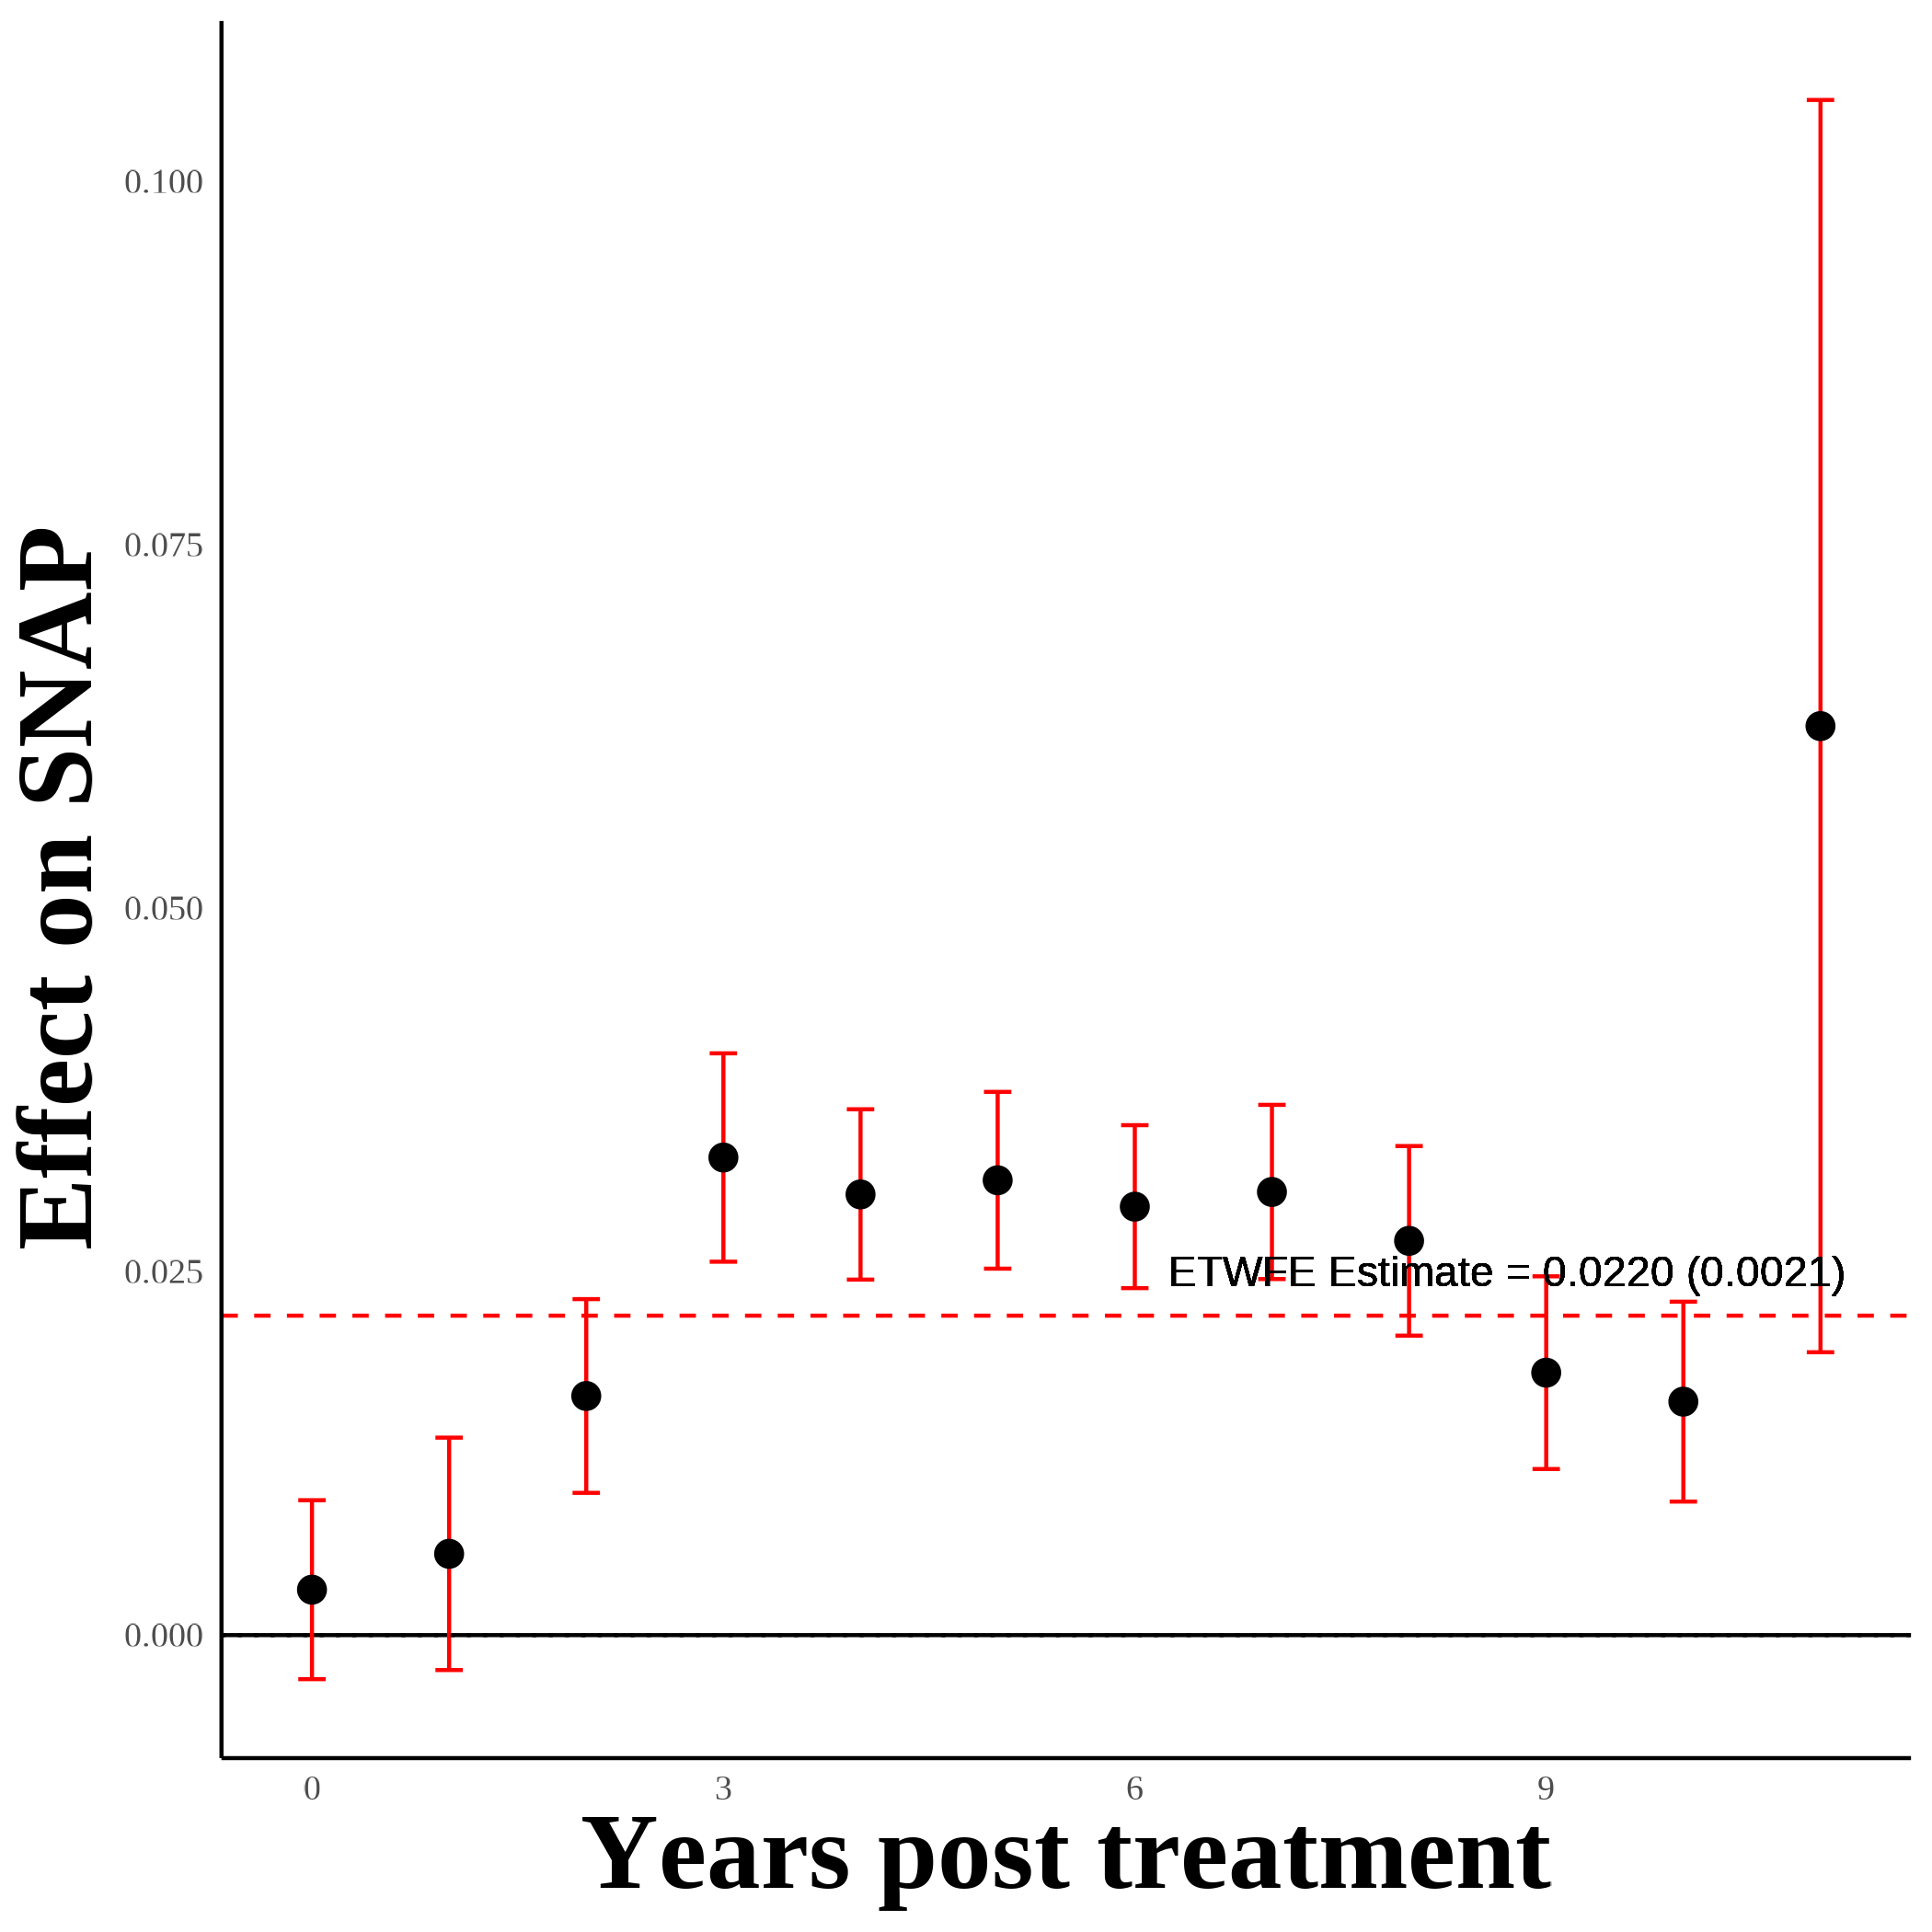 Effect on SNAP
0.100
0.075
0.050
0.025
0.000
ETWFE Estimate = 0.0220 (0.0021)
0 3 6 9
Years post treatment